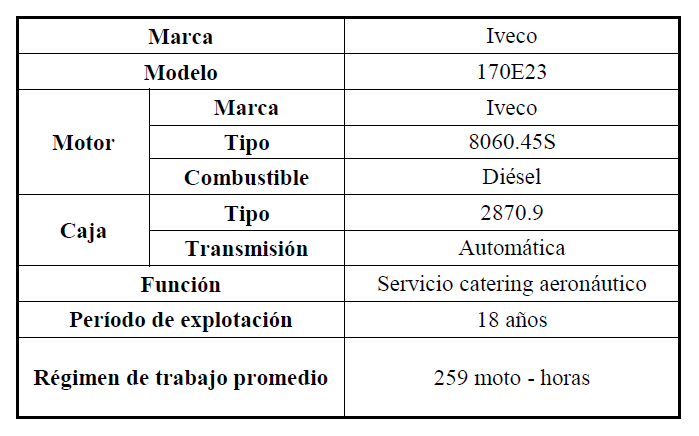 Marca Iveco
Modelo 170E23
Motor Marca Iveco
Tipo 8060.45S
Combustible Diésel
Caja Tipo 2870.9
Transmisión Automática
Función Servicio catering aeronáutico
Período de explotación 18 años
Régimen de trabajo promedio 259 moto - horas